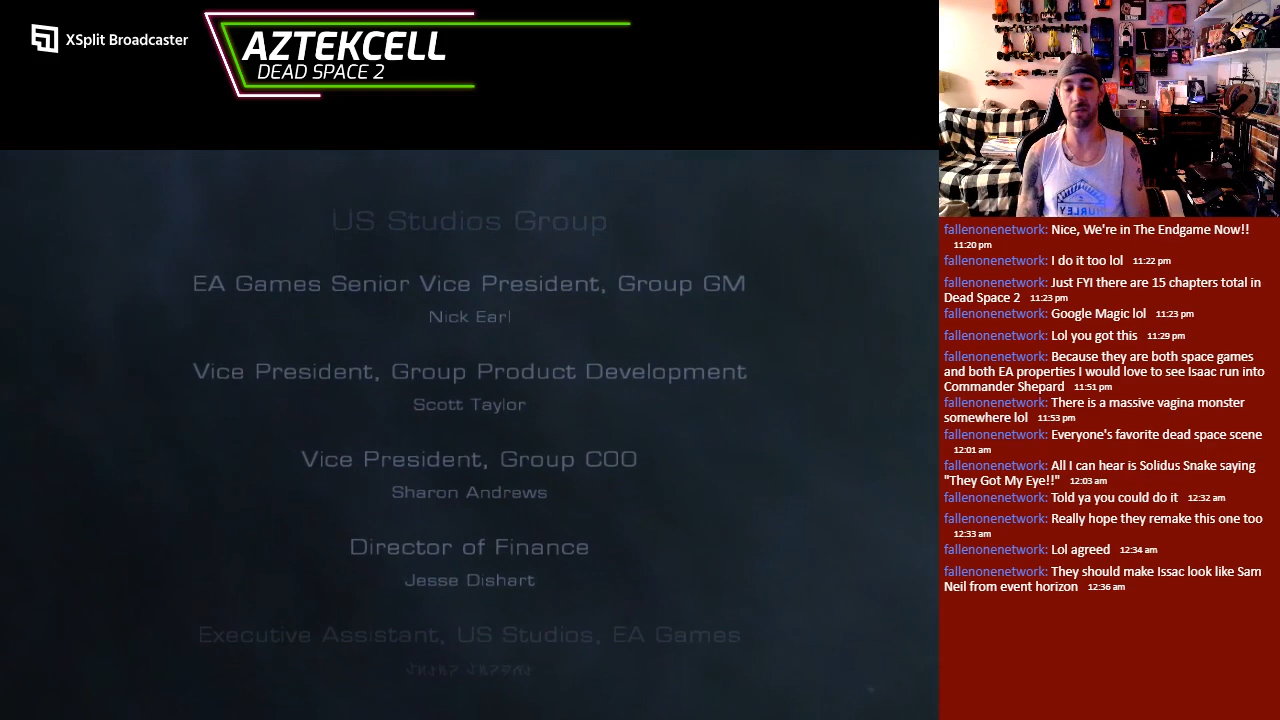 XSplit Broadcaster
AZTEKCELL
DEAD SPACE 2
US Studios Group
EA Games Senior Vice President, Group GM
Nick Earl
Vice President, Group Product Development
Scott Taylor
Vice President, Group COO
Sharon Andrews
Director of Finance
Jesse Dishart
Executive Assistant, US Studios, EA Games
HURLEY
fallenonenetwork: Nice, We're in The Endgame Now!!
11:20 pm
fallenonenetwork: I do it too lol 11:22 pm
fallenonenetwork: Just FYI there are 15 chapters total in
Dead Space 2 11:23 pm
fallenonenetwork: Google Magic lol 11:23 pm
fallenonenetwork: Lol you got this 11:29 pm
fallenonenetwork: Because they are both space games
and both EA properties I would love to see Isaac run into
Commander Shepard 11:51 pm
fallenonenetwork: There is a massive vagina monster
somewhere lol 11:53 pm
fallenonenetwork: Everyone's favorite dead space scene
12:01 am
fallenonenetwork: All I can hear is Solidus Snake saying
"They Got My Eye!!" 12:03 am
fallenonenetwork: Told ya you could do it 12:32 am
fallenonenetwork: Really hope they remake this one too
12:33 am
fallenonenetwork: Lol agreed 12:34 am
fallenonenetwork: They should make Issac look like Sam
Neil from event horizon 12:36 am